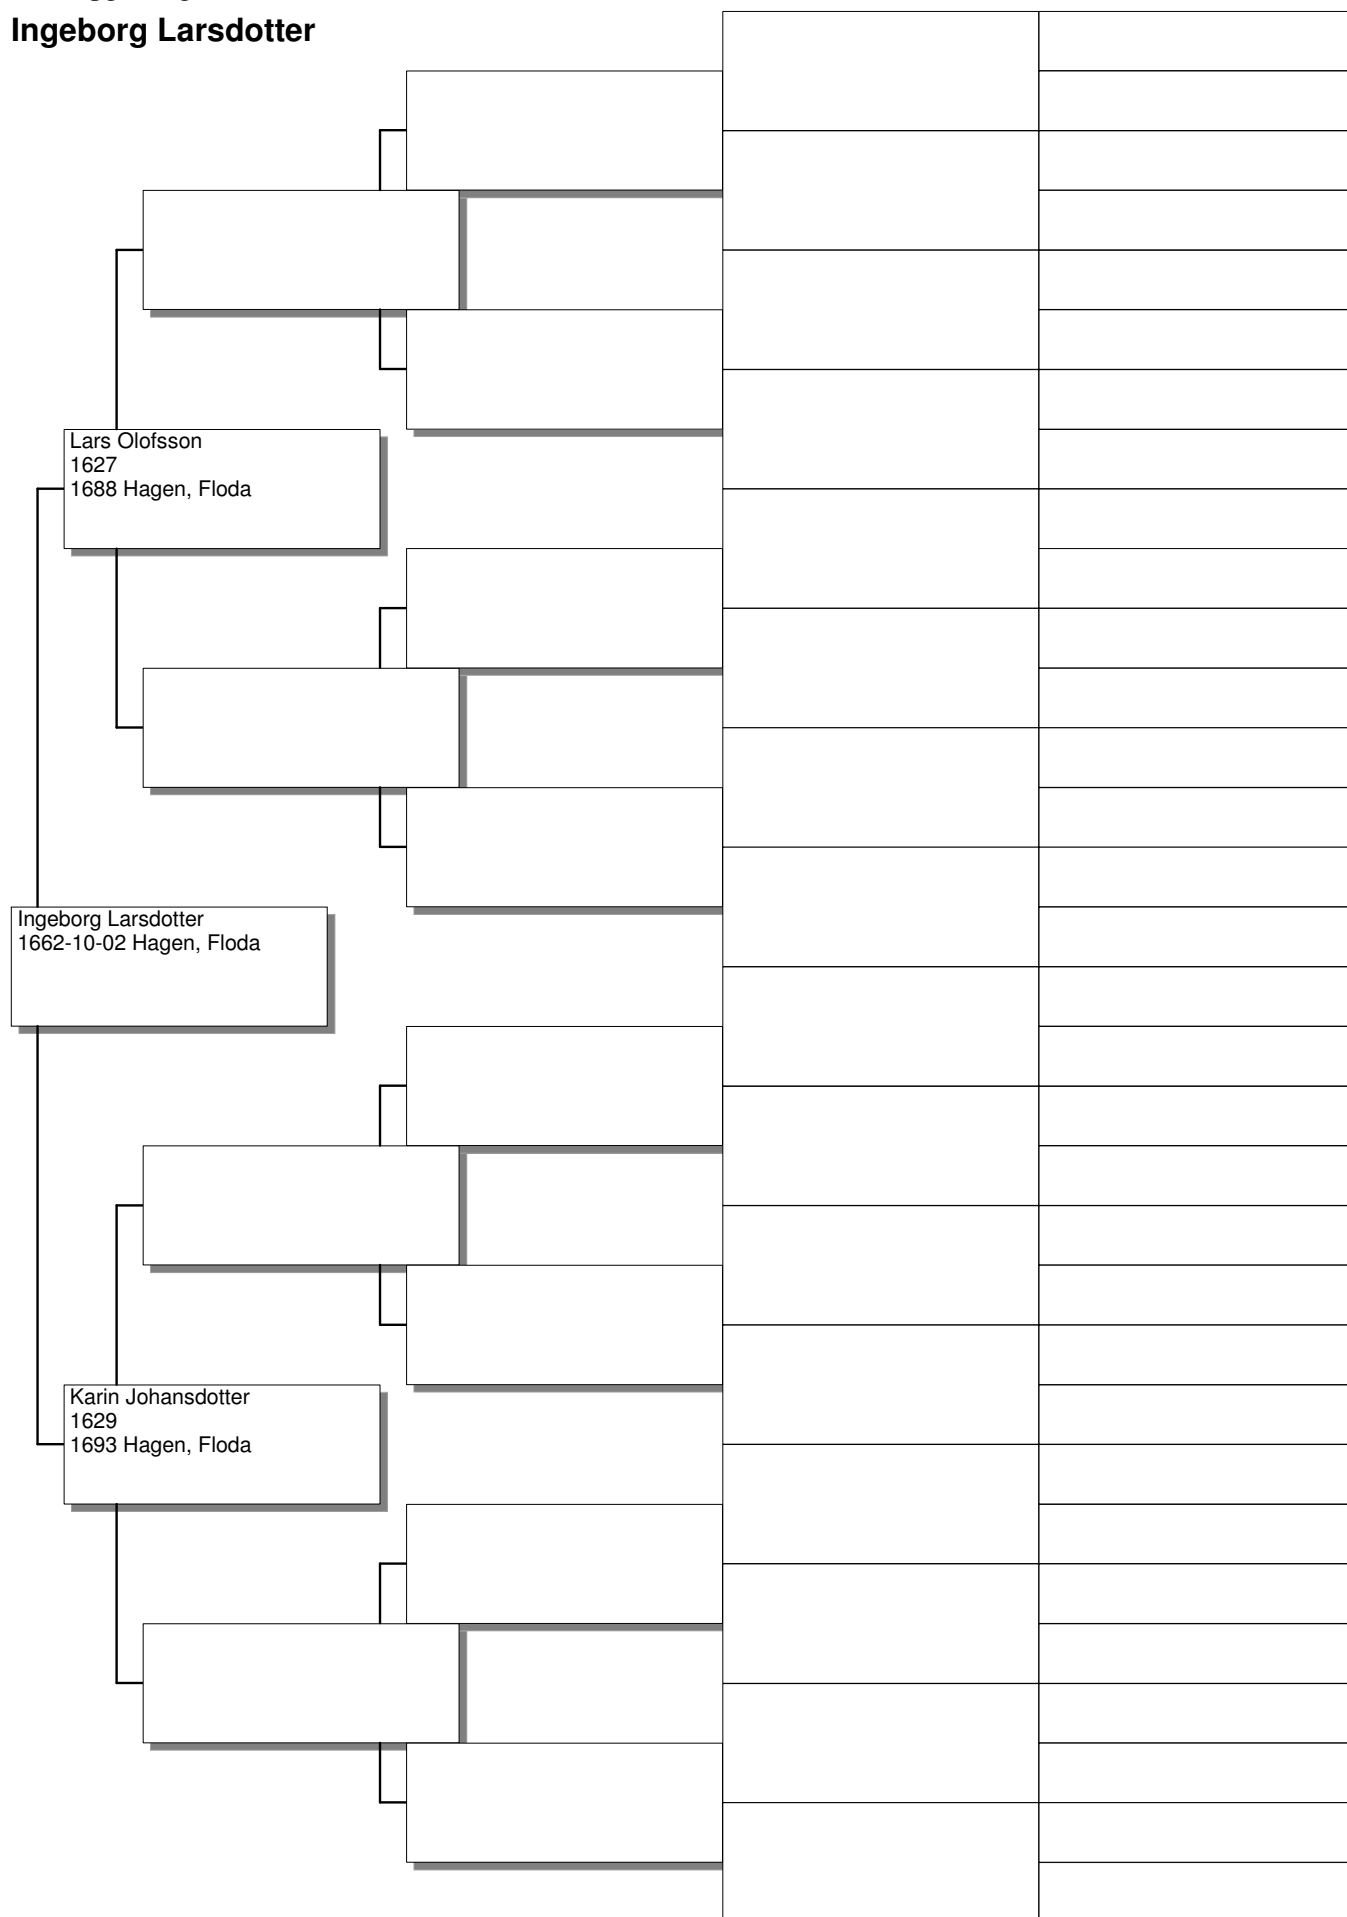 Ingeborg Larsdotter
Lars Olofsson
1627
1688 Hagen, Floda
Ingeborg Larsdotter
1662-10-02 Hagen, Floda
Karin Johansdotter
1629
1693 Hagen, Floda